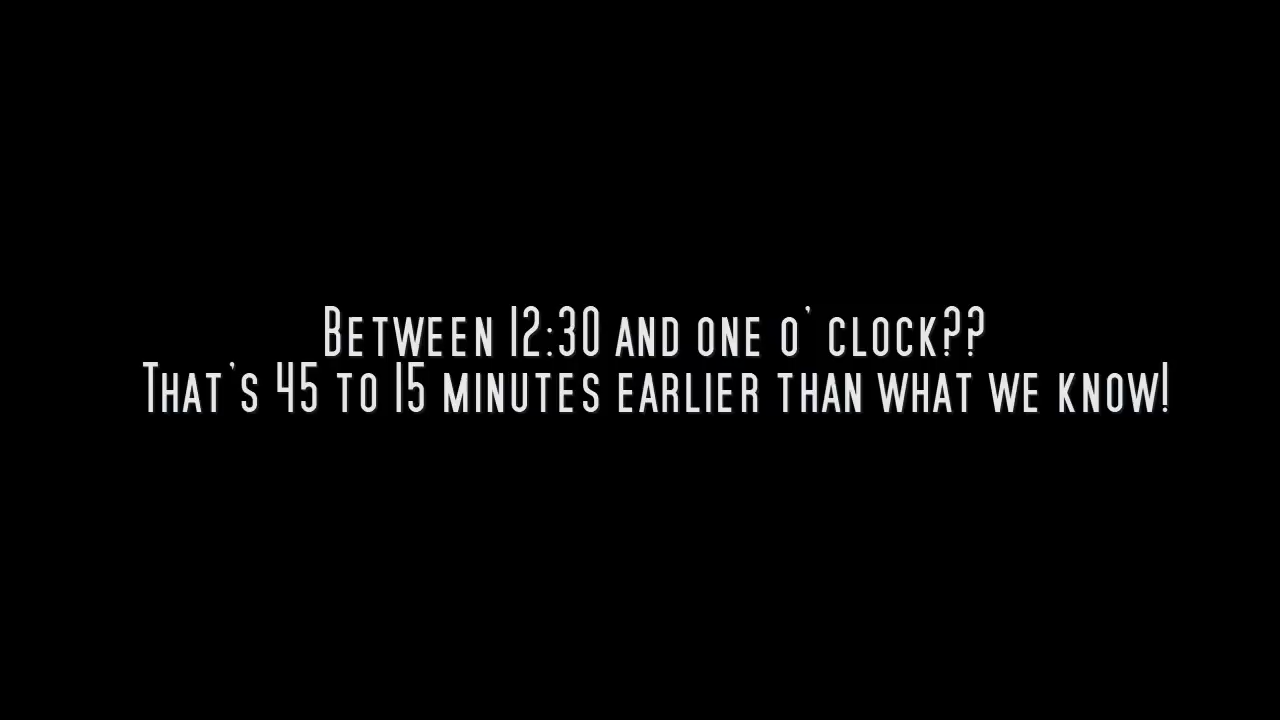 Between 12:30 and one o' clock??
That's 45 to 15 minutes earlier than what we know!